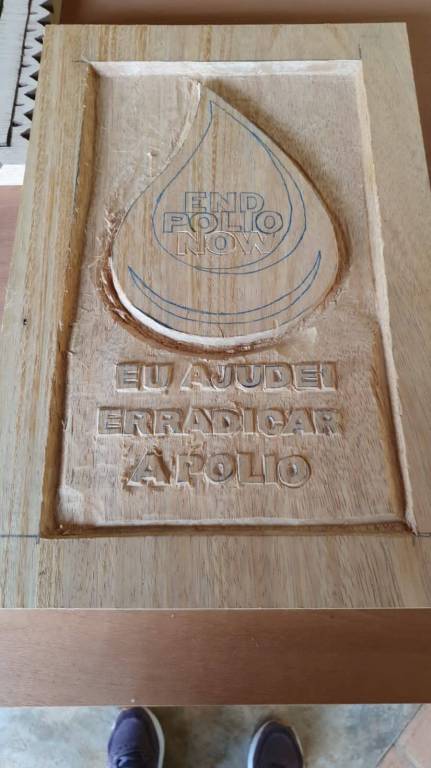 END
POLIO
NOW
EU AJUDEI
ERRADICAR
A POLIO